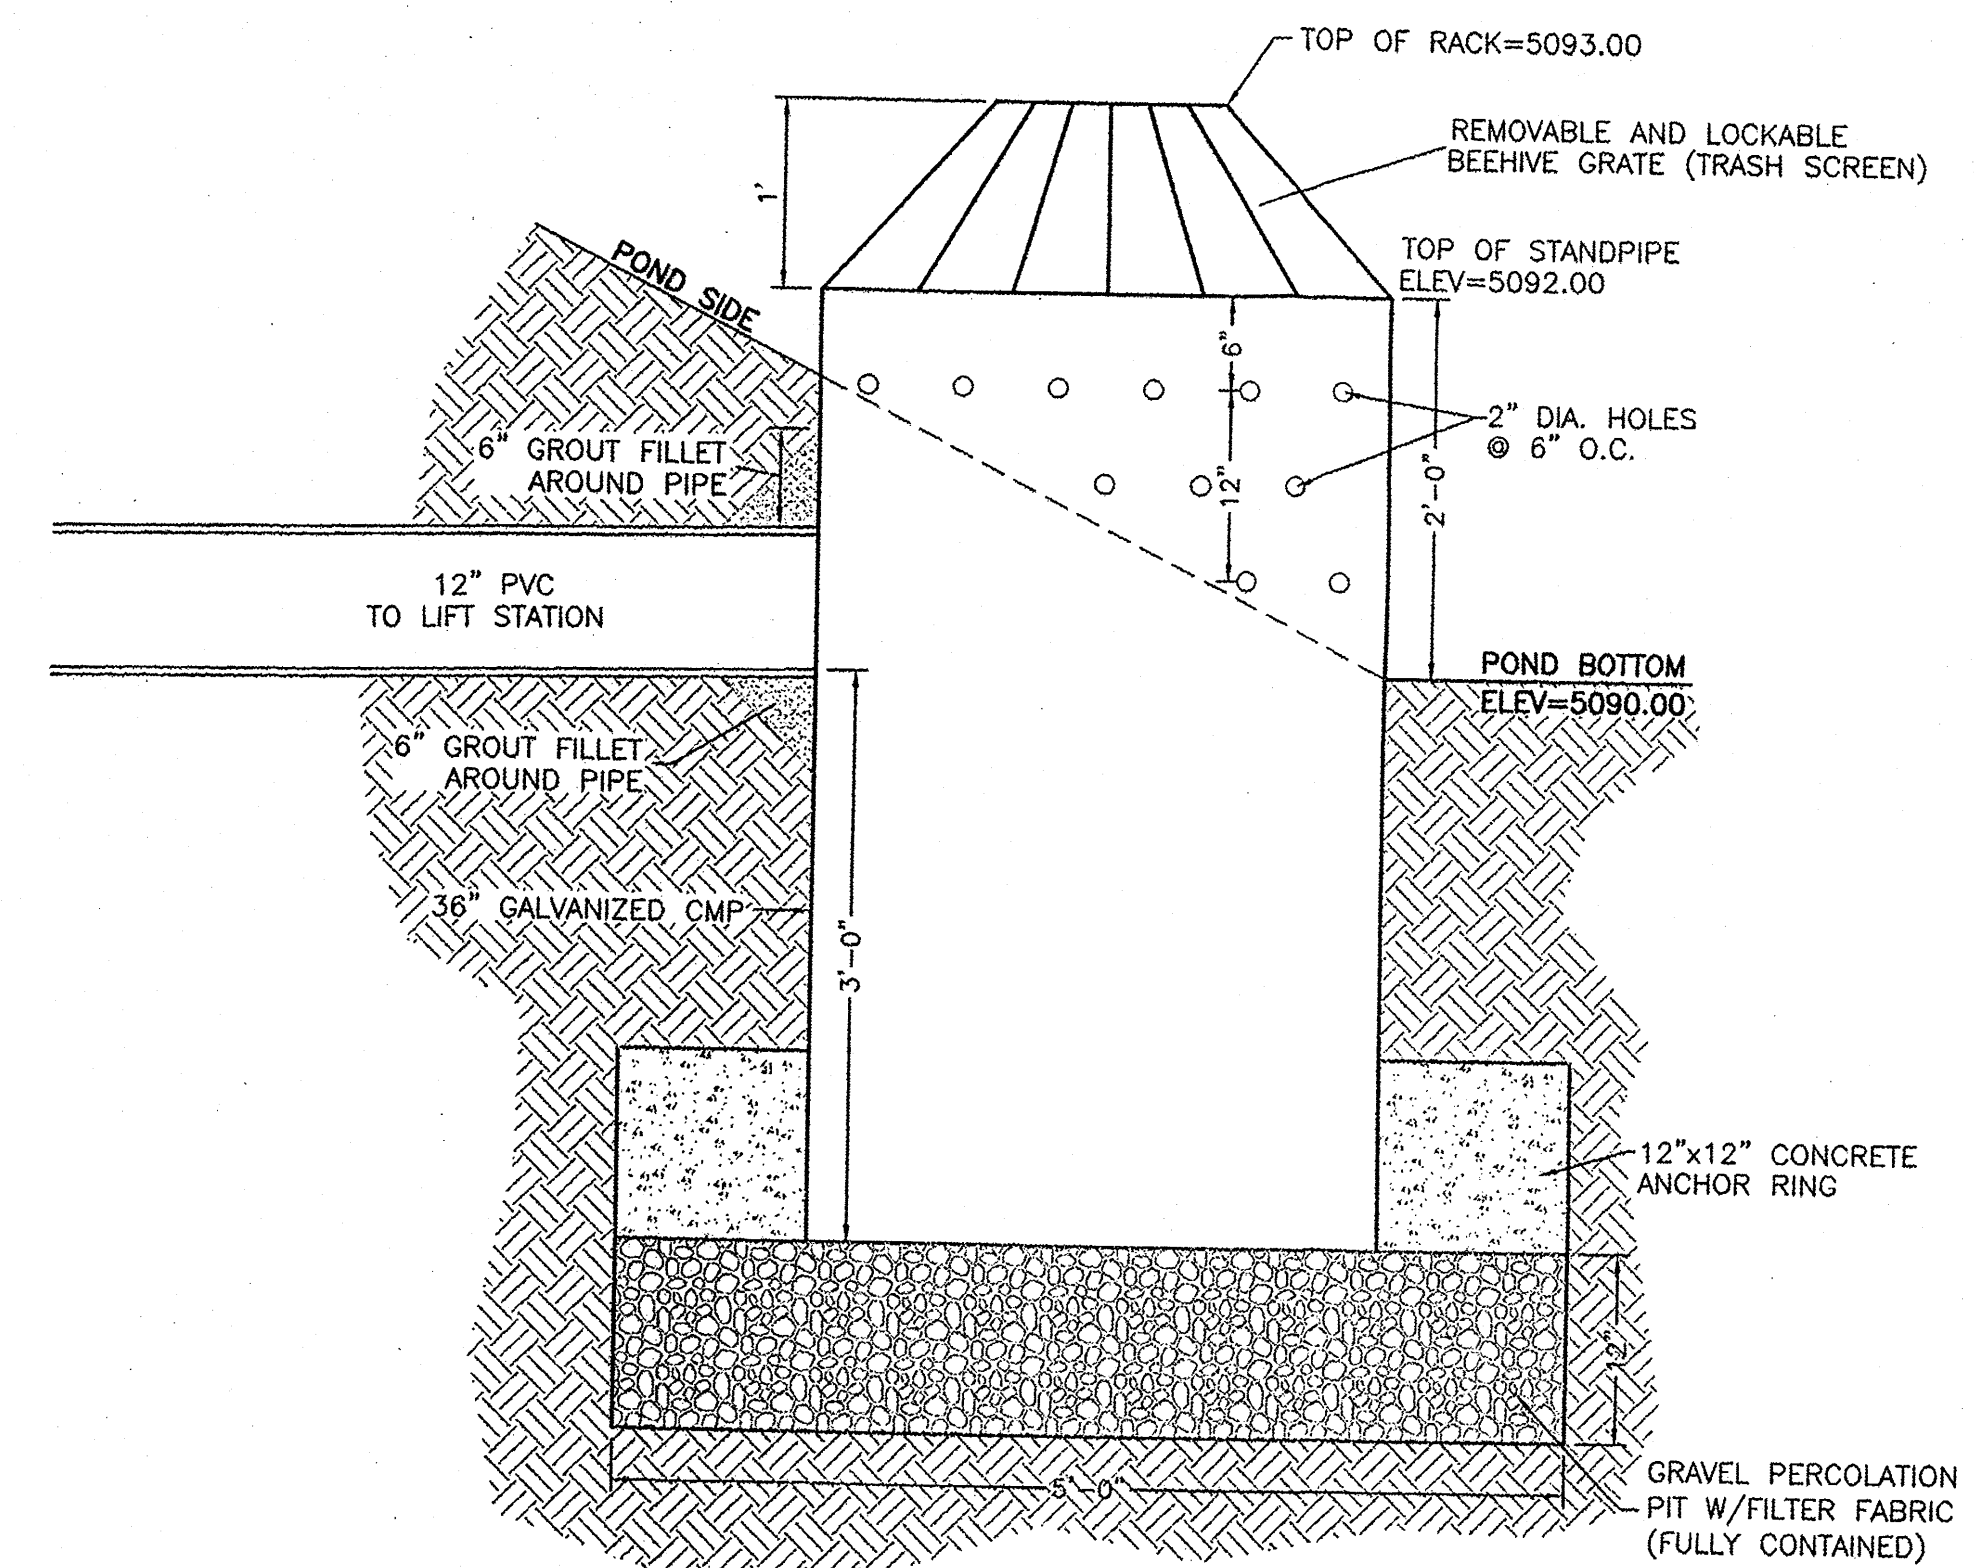 TOP OF RACK=5093.00
REMOVABLE AND LOCKABLE
BEEHIVE GRATE (TRASH SCREEN)
1'
POND SIDE
TOP OF STANDPIPE
ELEV=5092.00
6"
2" DIA. HOLES
@ 6" O.C.
12"
2'-0"
6" GROUT FILLET
AROUND PIPE
12" PVC
TO LIFT STATION
POND BOTTOM
ELEV=5090.00
6" GROUT FILLET
AROUND PIPE
36" GALVANIZED CMP
3'-0"
12"x12" CONCRETE
ANCHOR RING
12"
5'-0"
GRAVEL PERCOLATION
PIT W/FILTER FABRIC
(FULLY CONTAINED)